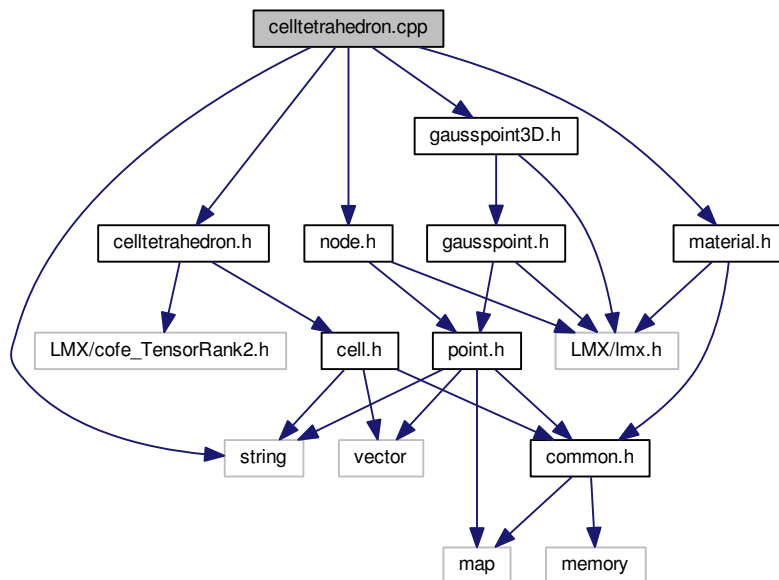 celltetrahedron.cpp
gausspoint3D.h
celltetrahedron.h
node.h
gausspoint.h
material.h
LMX/cofe_TensorRank2.h
cell.h
point.h
LMX/lmx.h
string
vector
common.h
map
memory